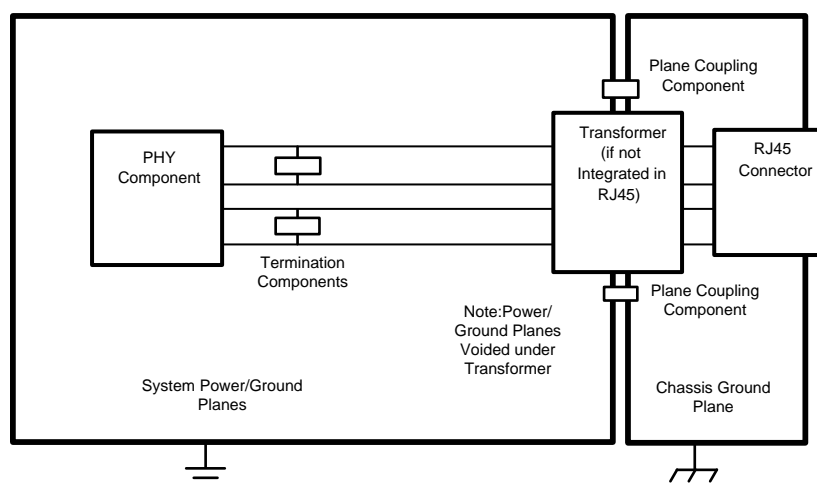 Plane Coupling
Component
PHY
Component
Transformer
(if not
Integrated in
RJ45)
RJ45
Connector
Termination
Components
Plane Coupling
Component
Note:Power/
Ground Planes
Voided under
Transformer
System Power/Ground
Planes
Chassis Ground
Plane